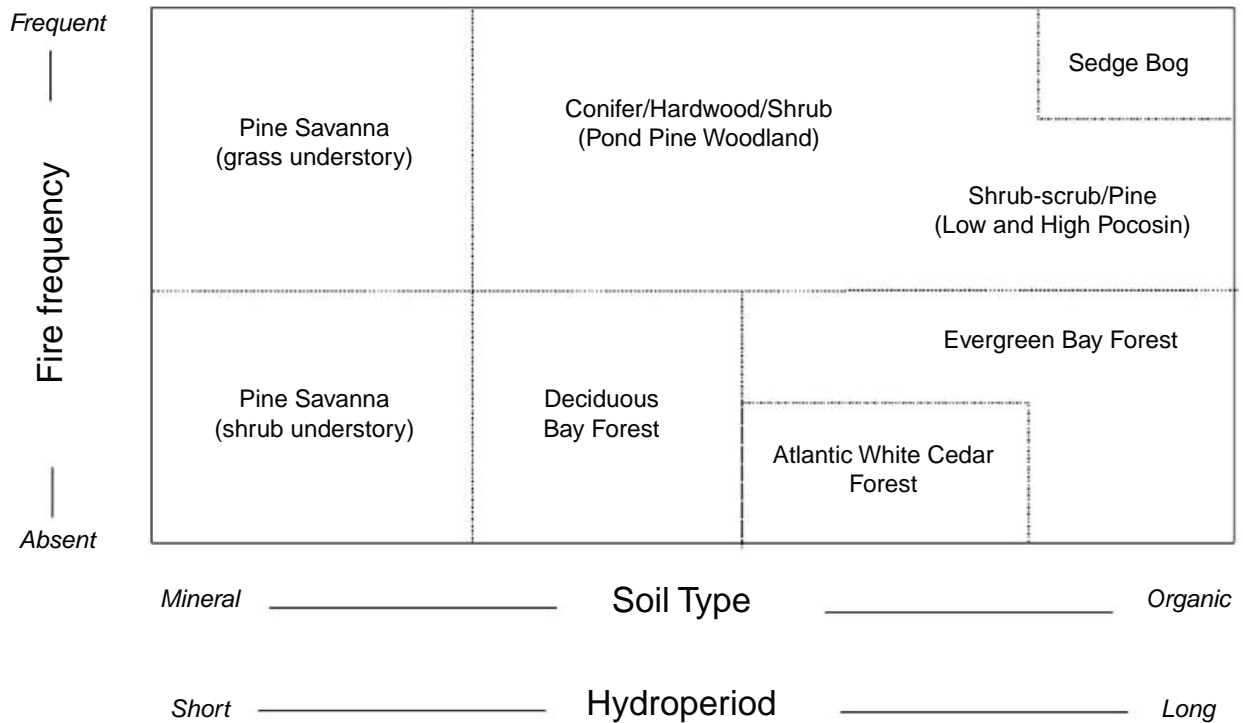 Frequent
Sedge Bog
Conifer/Hardwood/Shrub
(Pond Pine Woodland)
Pine Savanna
(grass understory)
Shrub-scrub/Pine
(Low and High Pocosin)
Fire frequency
Evergreen Bay Forest
Pine Savanna
(shrub understory)
Deciduous
Bay Forest
Atlantic White Cedar
Forest
Absent
Mineral
Soil Type
Organic
Short
Hydroperiod
Long